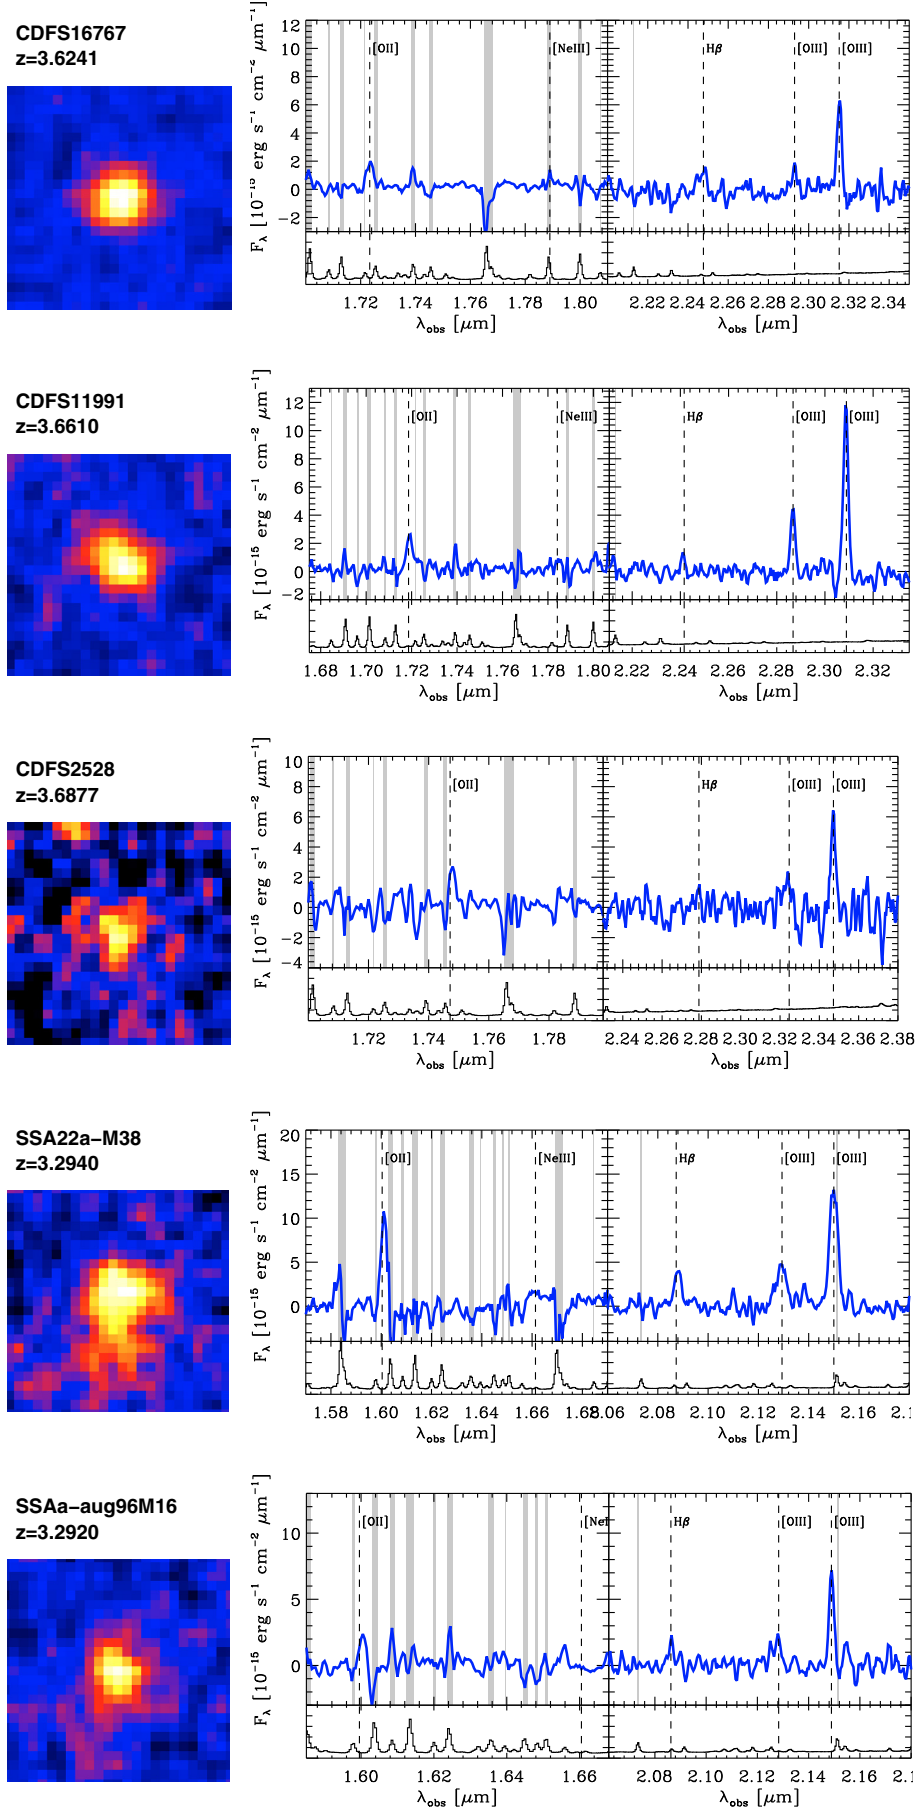 CDFS16767
z=3.6241
12
10
8
6
4
2
0
−2
F_λ [10⁻¹⁵ erg s⁻¹ cm⁻² μm⁻¹]
[OII]
[NeIII]
Hβ
[OIII]
[OIII]
1.72 1.74 1.76 1.78 1.80
2.22 2.24 2.26 2.28 2.30 2.32 2.34
λ_obs [μm]
λ_obs [μm]
CDFS11991
z=3.6610
12
10
8
6
4
2
0
−2
F_λ [10⁻¹⁵ erg s⁻¹ cm⁻² μm⁻¹]
[OII]
[NeIII]
Hβ
[OIII]
[OIII]
1.68 1.70 1.72 1.74 1.76 1.78 1.80
2.22 2.24 2.26 2.28 2.30 2.32
λ_obs [μm]
λ_obs [μm]
CDFS2528
z=3.6877
10
8
6
4
2
0
−2
−4
F_λ [10⁻¹⁵ erg s⁻¹ cm⁻² μm⁻¹]
[OII]
Hβ
[OIII]
[OIII]
1.72 1.74 1.76 1.78
2.24 2.26 2.28 2.30 2.32 2.34 2.36 2.38
λ_obs [μm]
λ_obs [μm]
SSA22a−M38
z=3.2940
20
15
10
5
0
F_λ [10⁻¹⁵ erg s⁻¹ cm⁻² μm⁻¹]
[OII]
[NeIII]
Hβ
[OIII]
[OIII]
1.58 1.60 1.62 1.64 1.66 1.68
2.06 2.08 2.10 2.12 2.14 2.16
λ_obs [μm]
λ_obs [μm]
SSAa−aug96M16
z=3.2920
10
5
0
F_λ [10⁻¹⁵ erg s⁻¹ cm⁻² μm⁻¹]
[OII]
[NeI
Hβ
[OIII]
[OIII]
1.60 1.62 1.64 1.66
2.08 2.10 2.12 2.14 2.1
λ_obs [μm]
λ_obs [μm]